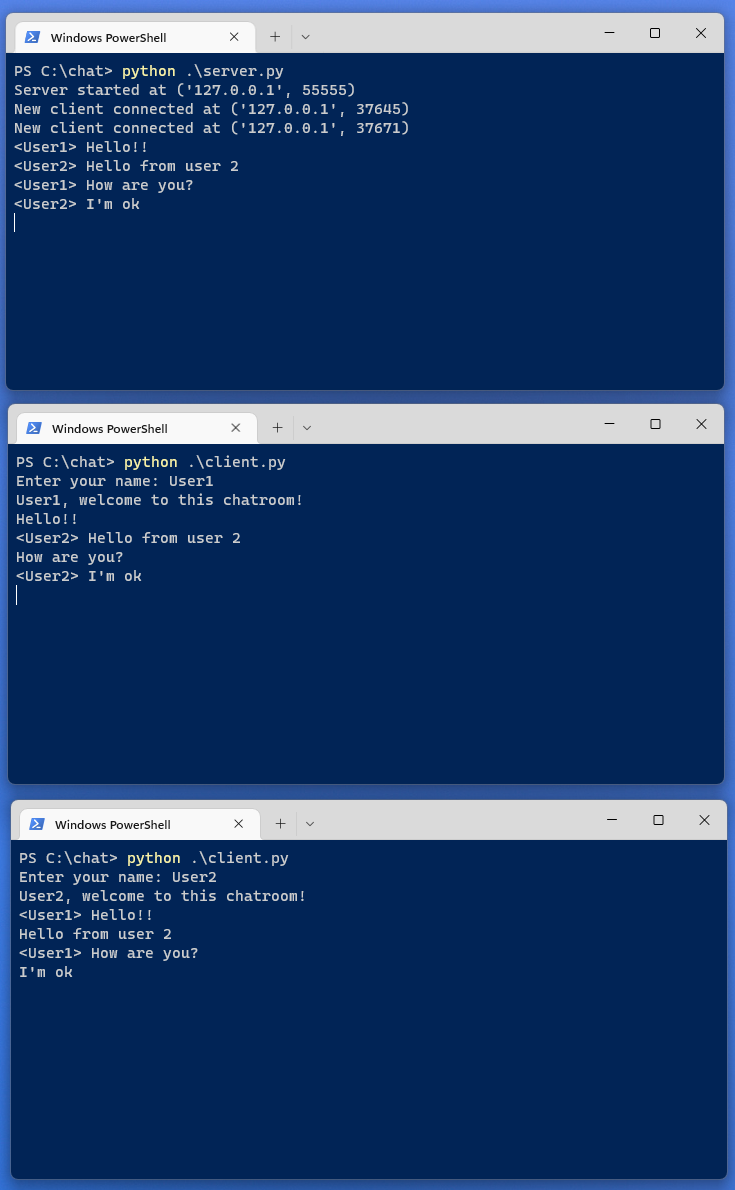 Windows PowerShell
PS C:\chat> python .\server.py
Server started at ('127.0.0.1', 55555)
New client connected at ('127.0.0.1', 37645)
New client connected at ('127.0.0.1', 37671)
<User1> Hello!!
<User2> Hello from user 2
<User1> How are you?
<User2> I'm ok
Windows PowerShell
PS C:\chat> python .\client.py
Enter your name: User1
User1, welcome to this chatroom!
Hello!!
<User2> Hello from user 2
How are you?
<User2> I'm ok
Windows PowerShell
PS C:\chat> python .\client.py
Enter your name: User2
User2, welcome to this chatroom!
<User1> Hello!!
Hello from user 2
<User1> How are you?
I'm ok